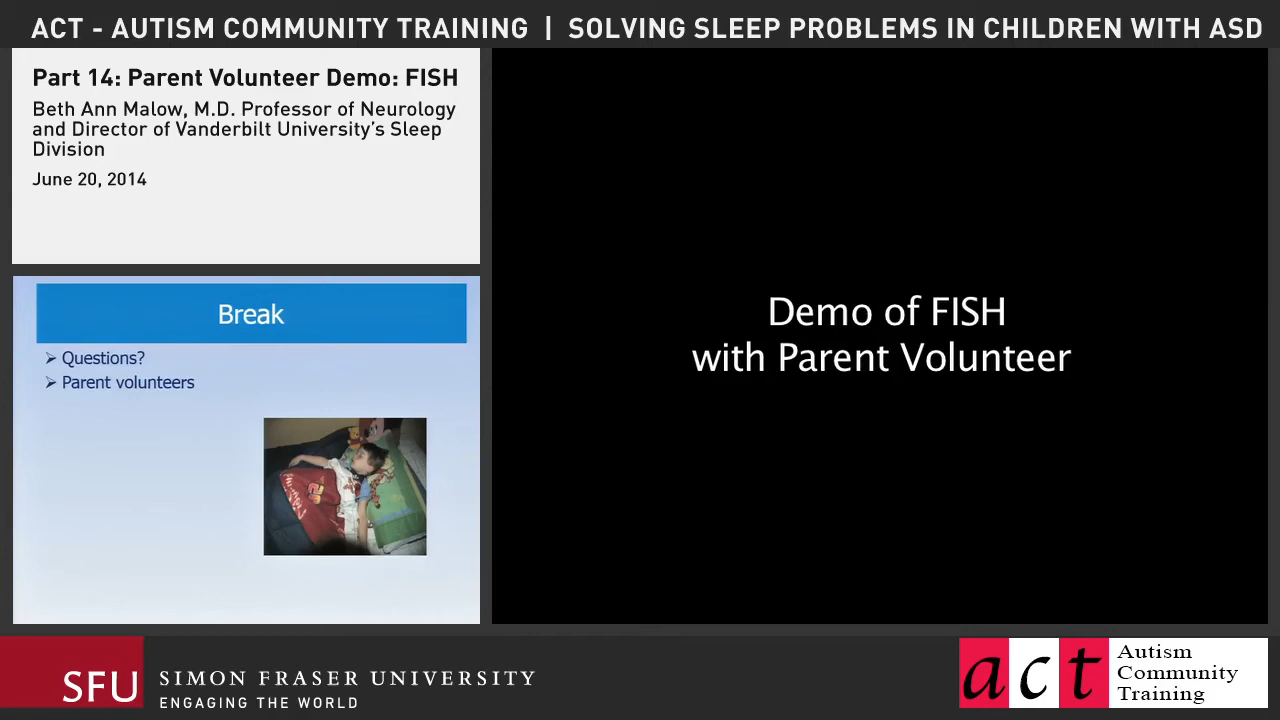 ACT - AUTISM COMMUNITY TRAINING | SOLVING SLEEP PROBLEMS IN CHILDREN WITH ASD
Part 14: Parent Volunteer Demo: FISH
Beth Ann Malow, M.D. Professor of Neurology
and Director of Vanderbilt University's Sleep
Division
June 20, 2014
Break
➢ Questions?
➢ Parent volunteers
Demo of FISH
with Parent Volunteer
SFU
SIMON FRASER UNIVERSITY
ENGAGING THE WORLD
act
Autism
Community
Training